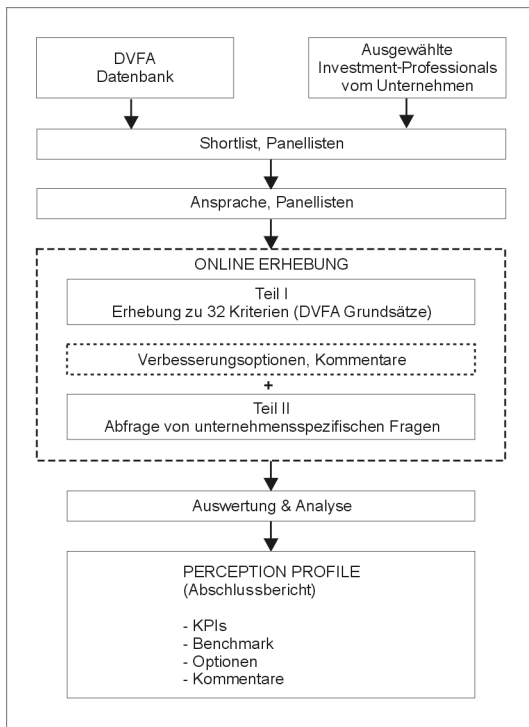 DVFA
Datenbank
Ausgewählte
Investment-Professionals
vom Unternehmen
Shortlist, Panellisten
Ansprache, Panellisten
ONLINE ERHEBUNG
Teil I
Erhebung zu 32 Kriterien (DVFA Grundsätze)
Verbesserungsoptionen, Kommentare
+
Teil II
Abfrage von unternehmensspezifischen Fragen
Auswertung & Analyse
PERCEPTION PROFILE
(Abschlussbericht)
- KPIs
- Benchmark
- Optionen
- Kommentare